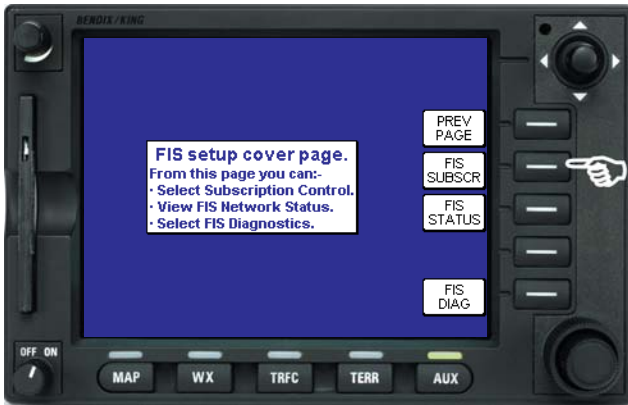 BENDIX/KING
FIS setup cover page.
From this page you can:-
· Select Subscription Control.
· View FIS Network Status.
· Select FIS Diagnostics.
PREV
PAGE
FIS
SUBSCR
FIS
STATUS
FIS
DIAG
OFF ON
MAP
WX
TRFC
TERR
AUX